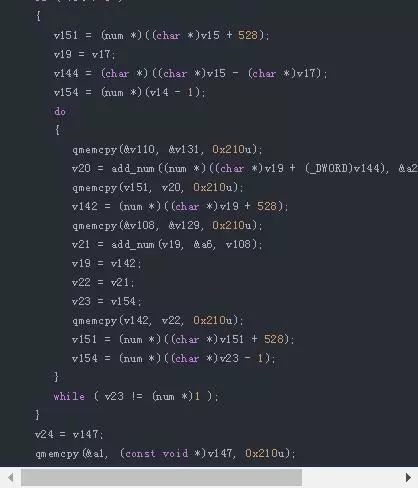 {
v151 = (num *)((char *)v15 + 528);
v19 = v17;
v144 = (char *)((char *)v15 - (char *)v17);
v154 = (num *)(v14 - 1);
do
{
qmemcpy(&v110, &v131, 0x210u);
v20 = add_num((num *)((char *)v19 + (_DWORD)v144), &a2
qmemcpy(v151, v20, 0x210u);
v142 = (num *)((char *)v19 + 528);
qmemcpy(&v108, &v129, 0x210u);
v21 = add_num(v19, &a6, v108);
v19 = v142;
v22 = v21;
v23 = v154;
qmemcpy(v142, v22, 0x210u);
v151 = (num *)((char *)v151 + 528);
v154 = (num *)((char *)v23 - 1);
}
while ( v23 != (num *)1 );
}
v24 = v147;
qmemcpy(&a1, (const void *)v147, 0x210u);